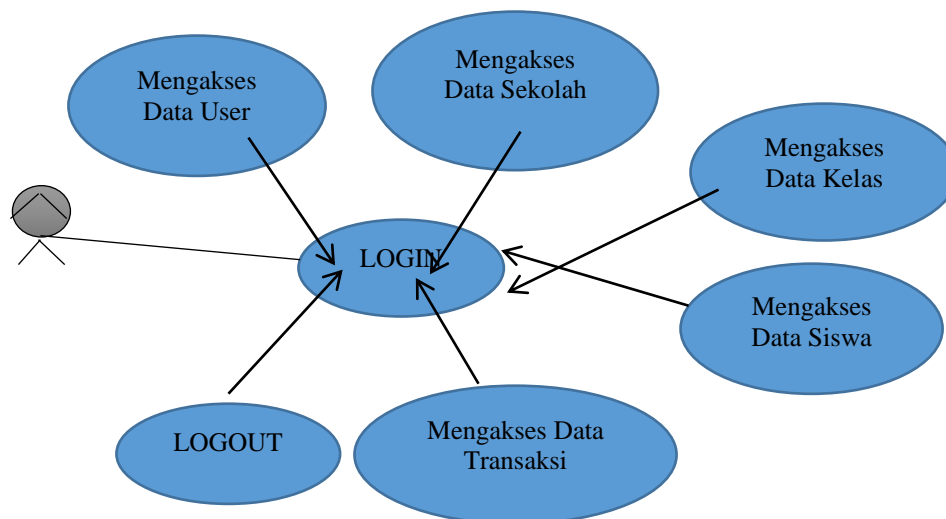 Mengakses
Data User
Mengakses
Data Sekolah
Mengakses
Data Kelas
LOGIN
Mengakses
Data Siswa
LOGOUT
Mengakses Data
Transaksi